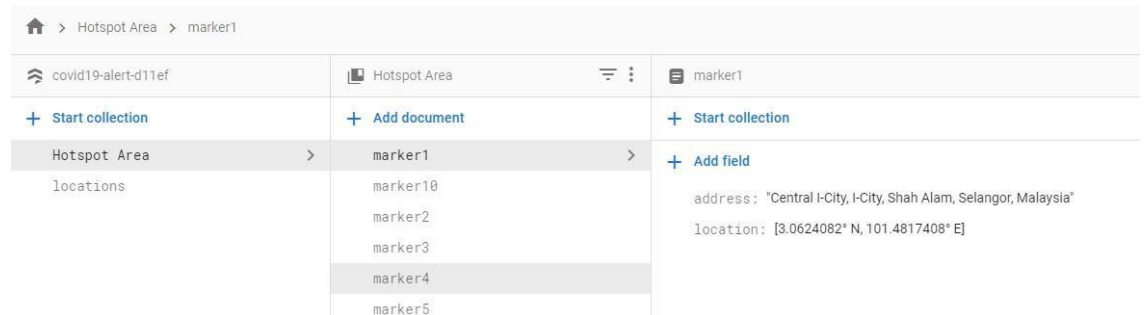 Hotspot Area > marker1
covid19-alert-d11ef
Hotspot Area
marker1
+ Start collection
+ Add document
+ Start collection
Hotspot Area >
marker1 >
+ Add field
locations
marker10
address: "Central I-City, I-City, Shah Alam, Selangor, Malaysia"
marker2
location: [3.0624082° N, 101.4817408° E]
marker3
marker4
marker5